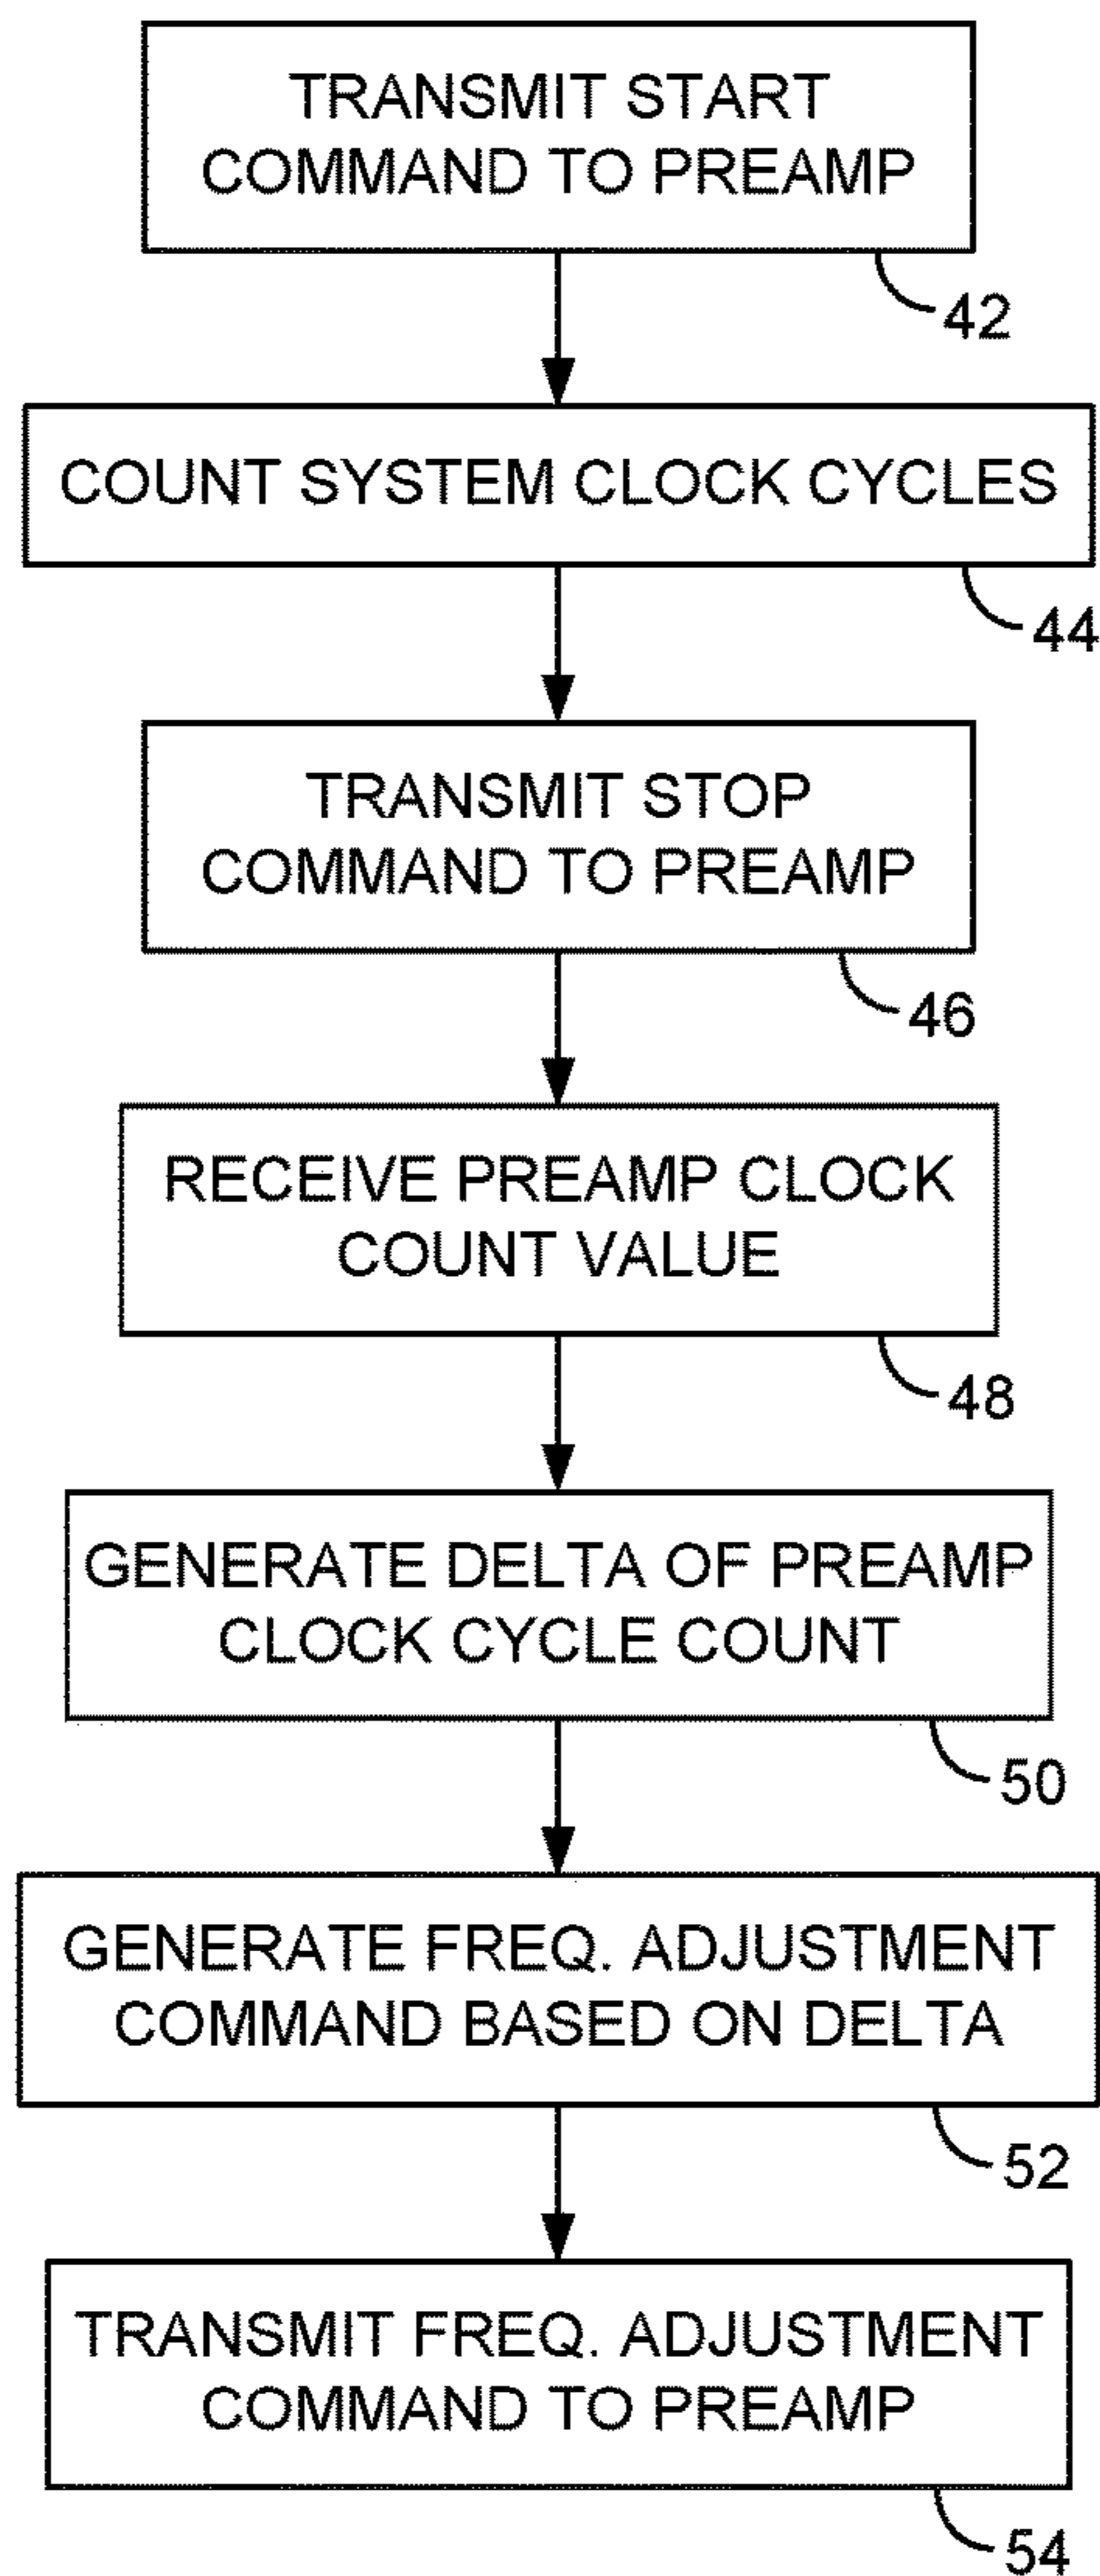 TRANSMIT START
COMMAND TO PREAMP
42
COUNT SYSTEM CLOCK CYCLES
44
TRANSMIT STOP
COMMAND TO PREAMP
46
RECEIVE PREAMP CLOCK
COUNT VALUE
48
GENERATE DELTA OF PREAMP
CLOCK CYCLE COUNT
50
GENERATE FREQ. ADJUSTMENT
COMMAND BASED ON DELTA
52
TRANSMIT FREQ. ADJUSTMENT
COMMAND TO PREAMP
54